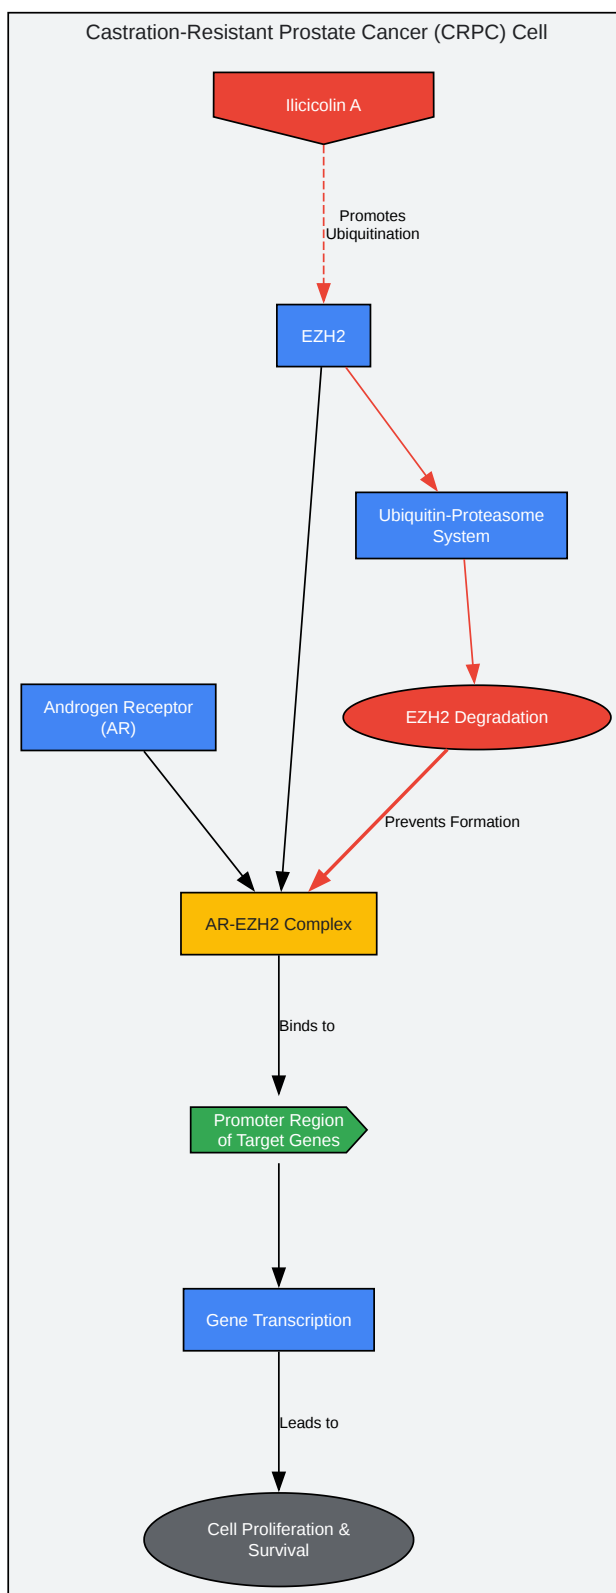 Castration-Resistant Prostate Cancer (CRPC) Cell
Ilicicolin A
Promotes
Ubiquitination
EZH2
Ubiquitin-Proteasome
System
Androgen Receptor
(AR)
EZH2 Degradation
Prevents Formation
AR-EZH2 Complex
Binds to
Promoter Region
of Target Genes
Gene Transcription
Leads to
Cell Proliferation &
Survival